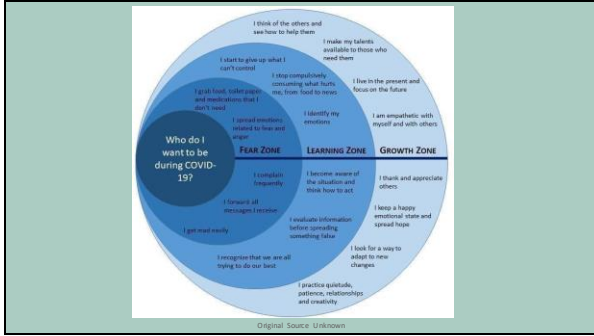 I think of the others and
see how to help them
I make my talents
available to those who
need them
I start to give up what I
can't control
I stop compulsively
consuming what hurts
me, from food to news
I live in the present and
focus on the future
I grab food, toilet paper
and medications that I
don't need
I identify my
emotions
I am empathetic with
myself and with others
I spread emotions
related to fear and
anger
Who do I
want to be
during COVID-
19?
FEAR ZONE
LEARNING ZONE
GROWTH ZONE
I complain
frequently
I become aware of
the situation and
think how to act
I thank and appreciate
others
I forward all
messages I receive
I keep a happy
emotional state and
spread hope
I evaluate information
before spreading
something false
I get mad easily
I look for a way to
adapt to new
changes
I recognize that we are all
trying to do our best
I practice quietude,
patience, relationships
and creativity
Original Source Unknown